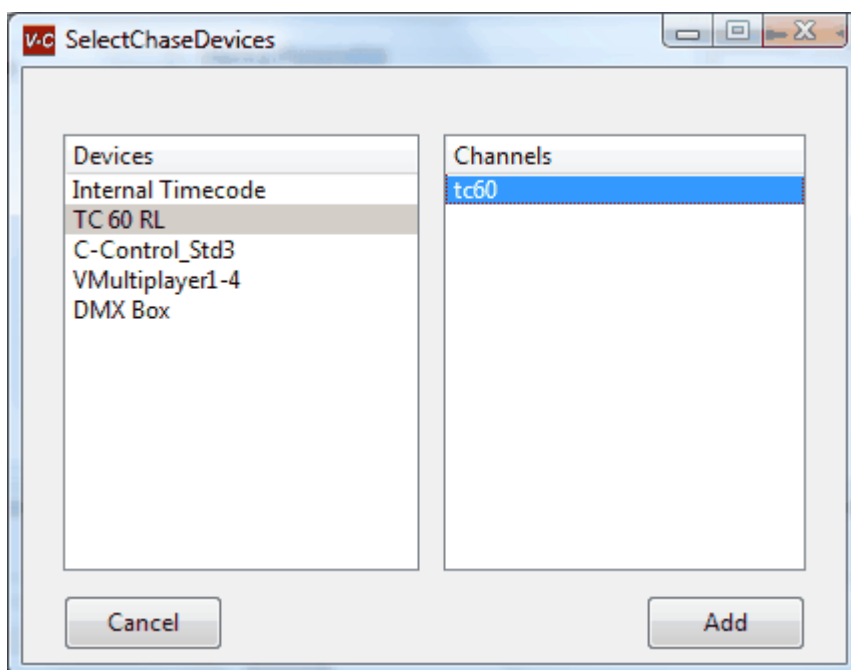 V-C SelectChaseDevices
Devices
Internal Timecode
TC 60 RL
C-Control_Std3
VMultiplayer1-4
DMX Box
Channels
tc60
Cancel
Add